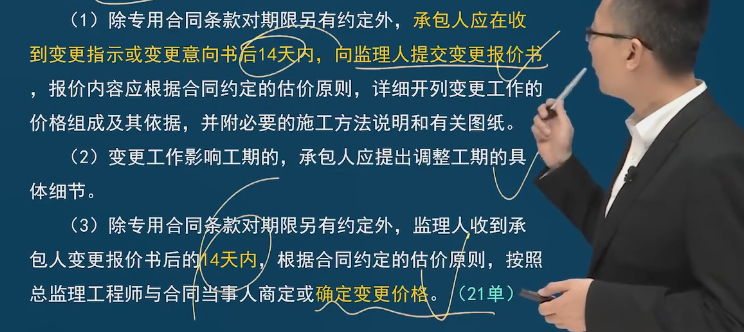 （1）除专用合同条款对期限另有约定外，承包人应在收
到变更指示或变更意向书后14天内，向监理人提交变更报价书
，报价内容应根据合同约定的估价原则，详细开列变更工作的
价格组成及其依据，并附必要的施工方法说明和有关图纸。
（2）变更工作影响工期的，承包人应提出调整工期的具
体细节。
（3）除专用合同条款对期限另有约定外，监理人收到承
包人变更报价书后的14天内，根据合同约定的估价原则，按照
总监理工程师与合同当事人商定或确定变更价格。（21单）